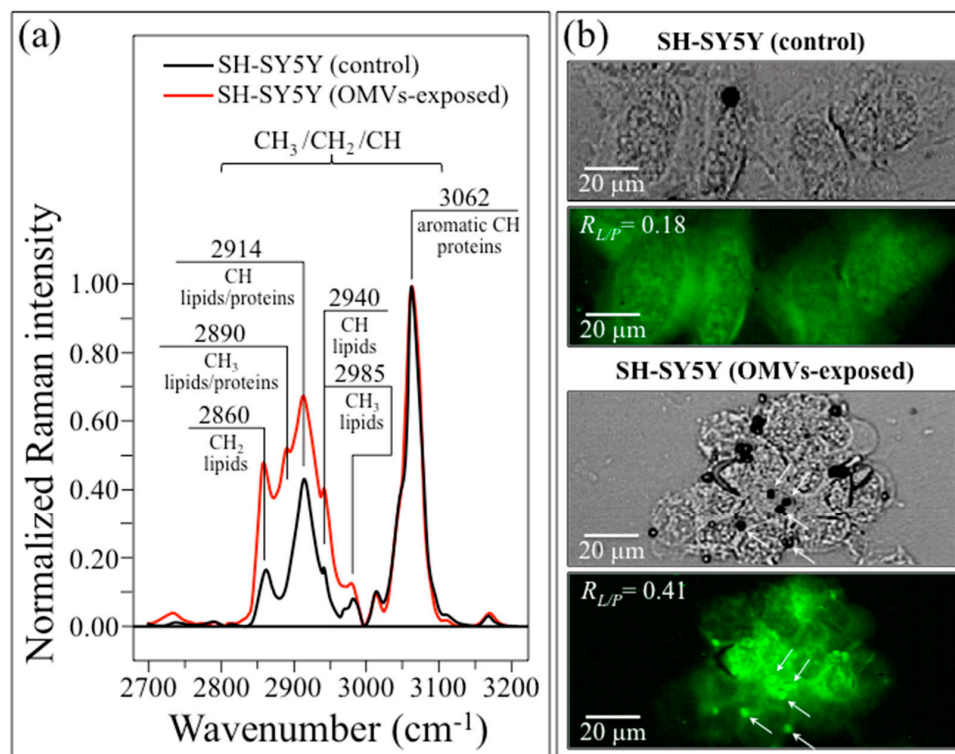 (a)
SH-SY5Y (control)
SH-SY5Y (OMVs-exposed)
CH₃/CH₂/CH
3062
aromatic CH
proteins
2914
CH
lipids/proteins
2940
CH
lipids
2890
CH₃
lipids/proteins
2985
CH₃
lipids
2860
CH₂
lipids
Normalized Raman intensity
1.00
0.80
0.60
0.40
0.20
0.00
2700 2800 2900 3000 3100 3200
Wavenumber (cm⁻¹)
(b)
SH-SY5Y (control)
20 μm
R_L/P= 0.18
20 μm
SH-SY5Y (OMVs-exposed)
20 μm
R_L/P= 0.41
20 μm